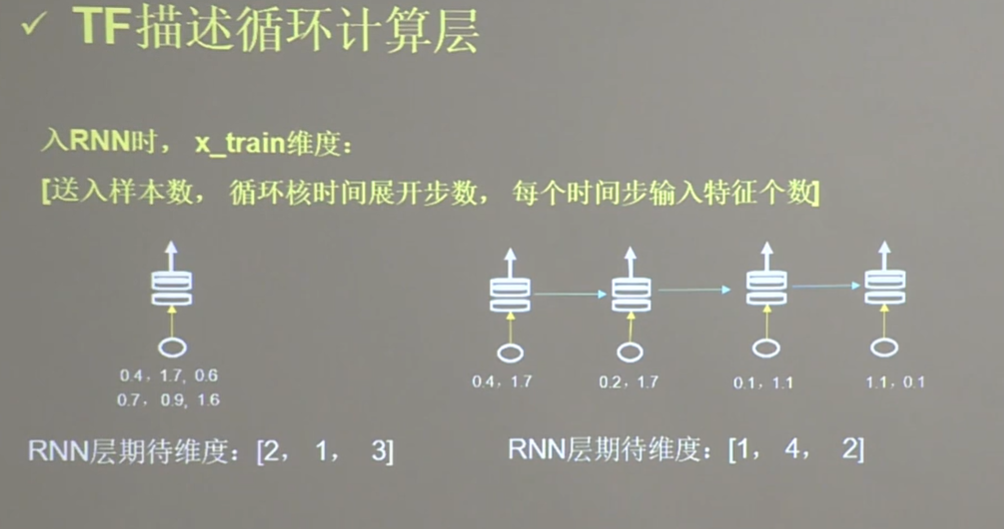 ✓ TF描述循环计算层
入RNN时， x_train维度：
[送入样本数， 循环核时间展开步数， 每个时间步输入特征个数]
0.4，1.7, 0.6
0.7，0.9, 1.6
0.4，1.7
0.2，1.7
0.1，1.1
1.1，0.1
RNN层期待维度：[2， 1， 3]
RNN层期待维度：[1， 4， 2]